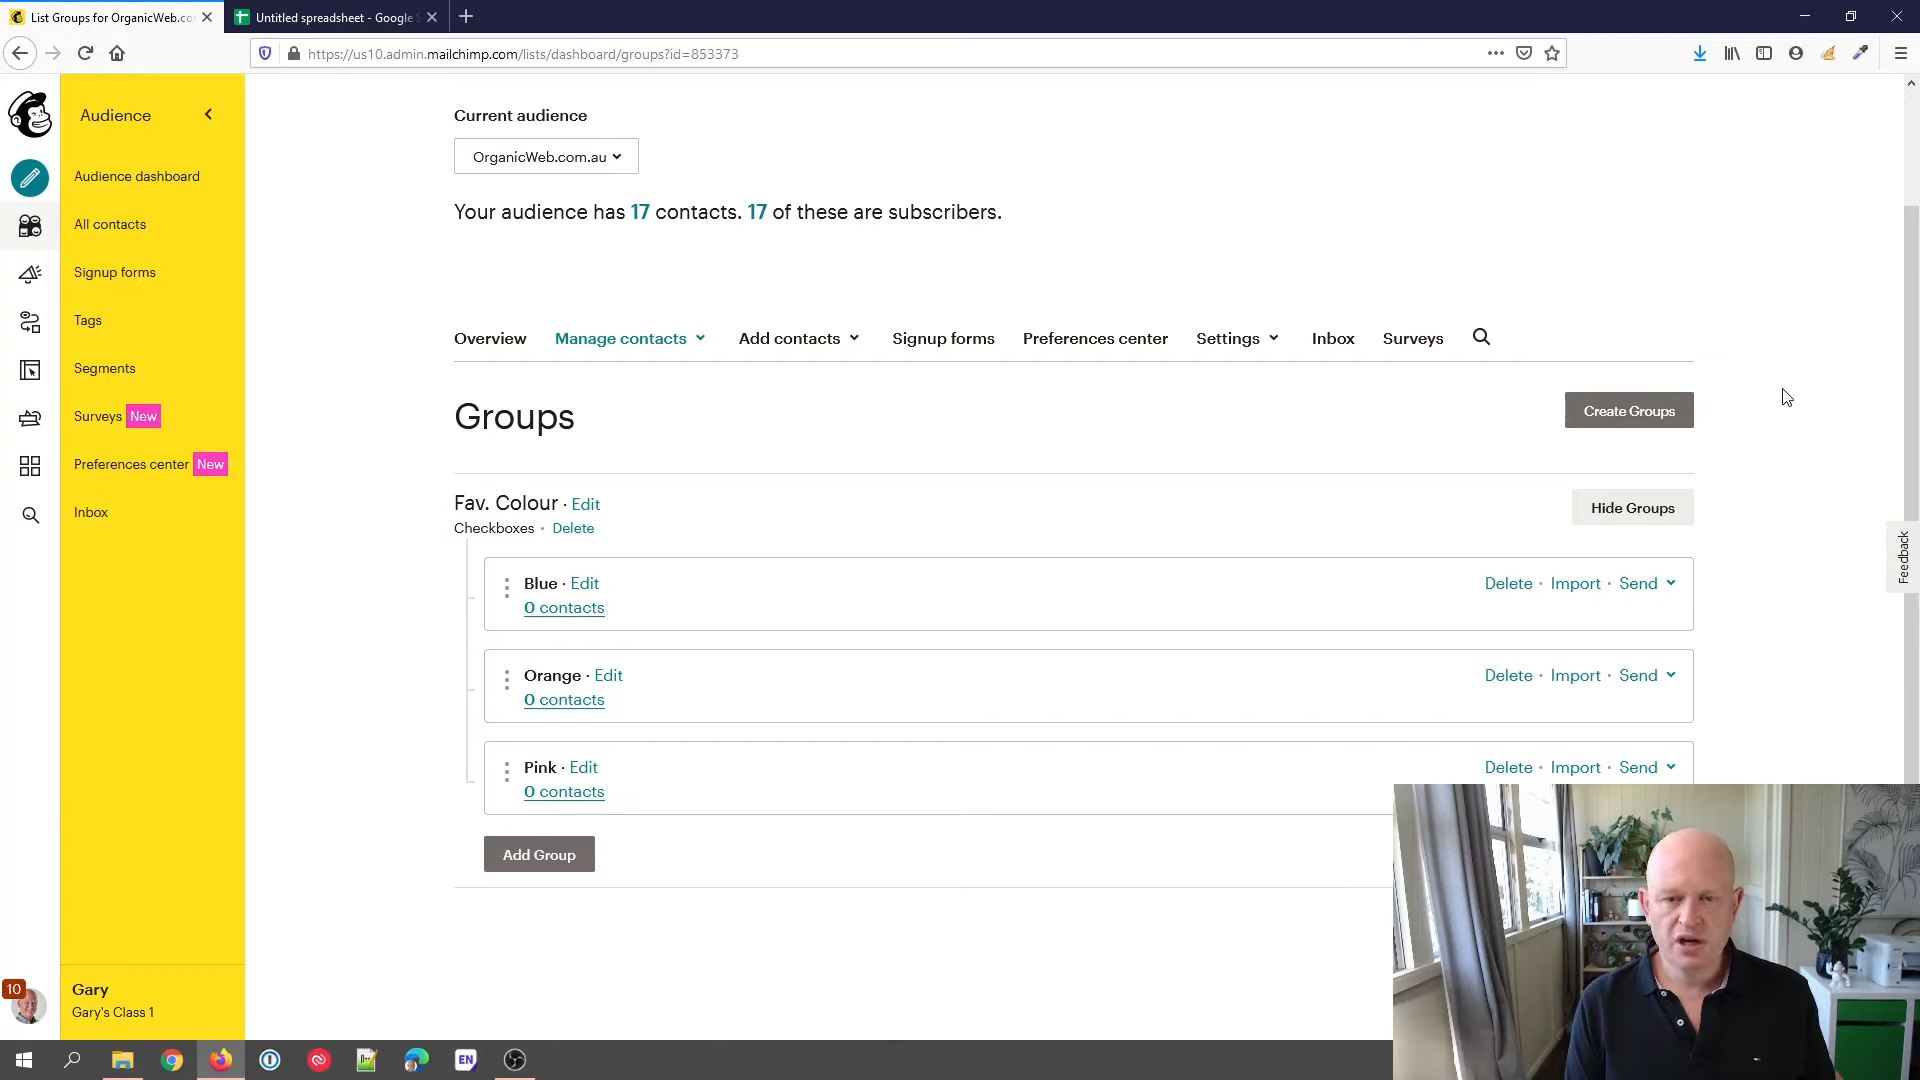 List Groups for OrganicWeb.co
Untitled spreadsheet - Google S
https://us10.admin.mailchimp.com/lists/dashboard/groups?id=853373
Audience
Audience dashboard
All contacts
Signup forms
Tags
Segments
Surveys New
Preferences center New
Inbox
10
Gary
Gary's Class 1
Current audience
OrganicWeb.com.au
Your audience has 17 contacts. 17 of these are subscribers.
Overview Manage contacts Add contacts Signup forms Preferences center Settings Inbox Surveys
Groups
Create Groups
Fav. Colour · Edit
Checkboxes · Delete
Hide Groups
Blue · Edit
0 contacts
Delete · Import · Send
Orange · Edit
0 contacts
Delete · Import · Send
Pink · Edit
0 contacts
Delete · Import · Send
Add Group
Feedback
EN